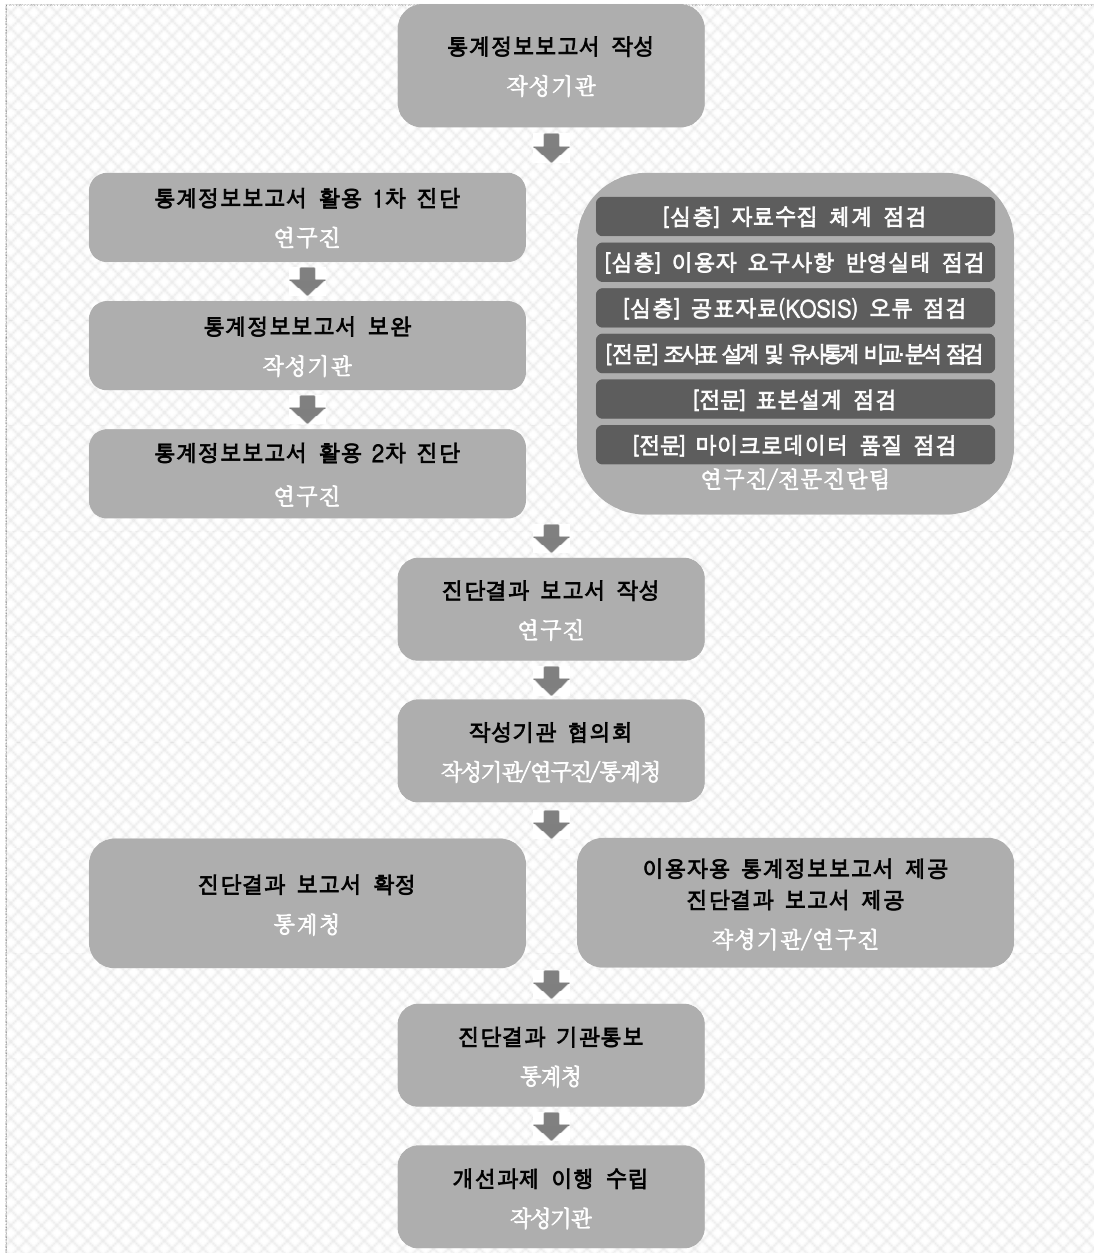 통계정보보고서 작성
작성기관
통계정보보고서 활용 1차 진단
연구진
통계정보보고서 보완
작성기관
통계정보보고서 활용 2차 진단
연구진
[심층] 자료수집 체계 점검
[심층] 이용자 요구사항 반영실태 점검
[심층] 공표자료(KOSIS) 오류 점검
[전문] 조사표 설계 및 유사통계 비교·분석 점검
[전문] 표본설계 점검
[전문] 마이크로데이터 품질 점검
연구진/전문진단팀
진단결과 보고서 작성
연구진
작성기관 협의회
작성기관/연구진/통계청
진단결과 보고서 확정
통계청
이용자용 통계정보보고서 제공
진단결과 보고서 제공
작성기관/연구진
진단결과 기관통보
통계청
개선과제 이행 수립
작성기관